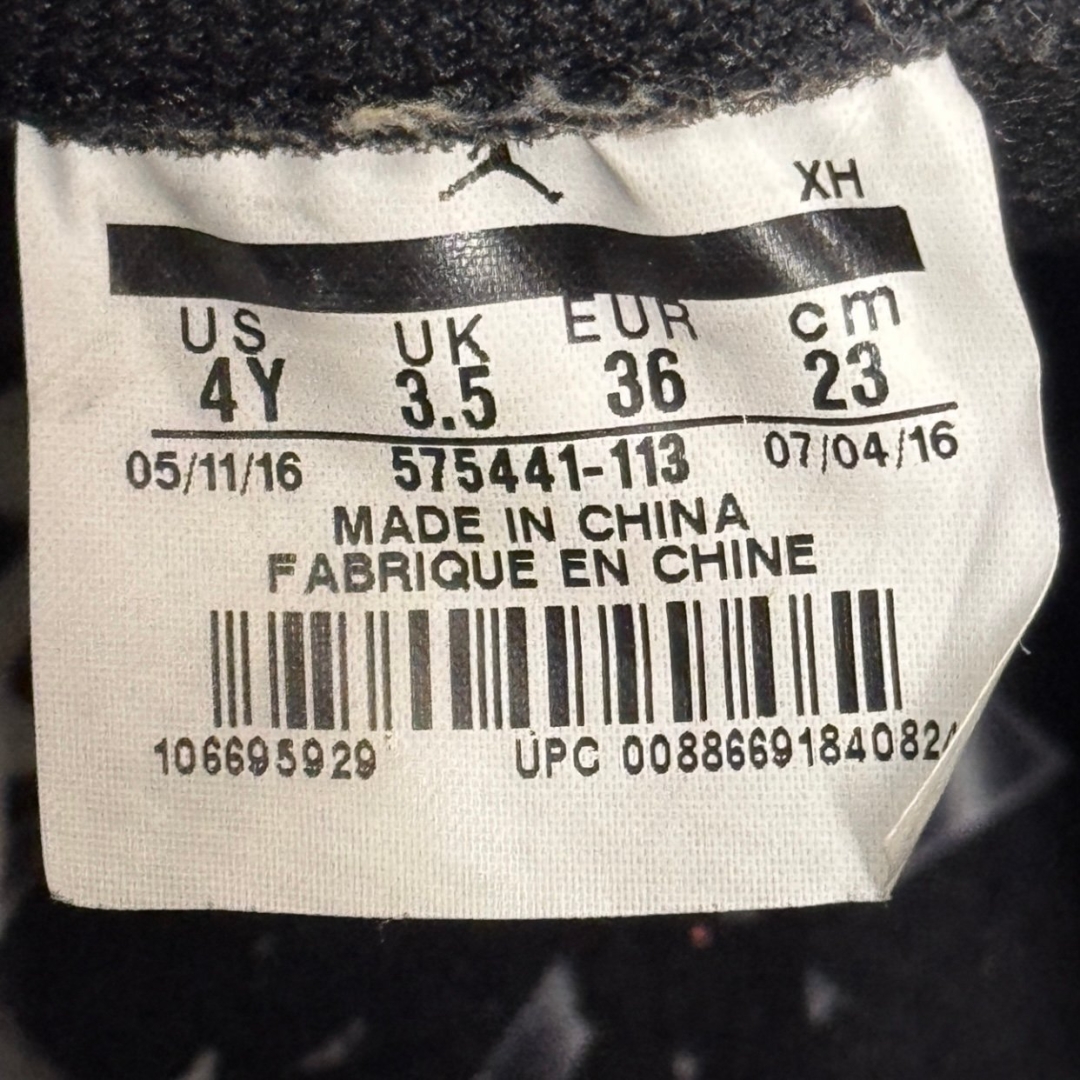 XH
US UK EUR cm
4Y 3.5 36 23
05/11/16 575441-113 07/04/16
MADE IN CHINA
FABRIQUE EN CHINE
106695929 UPC 0088669184082